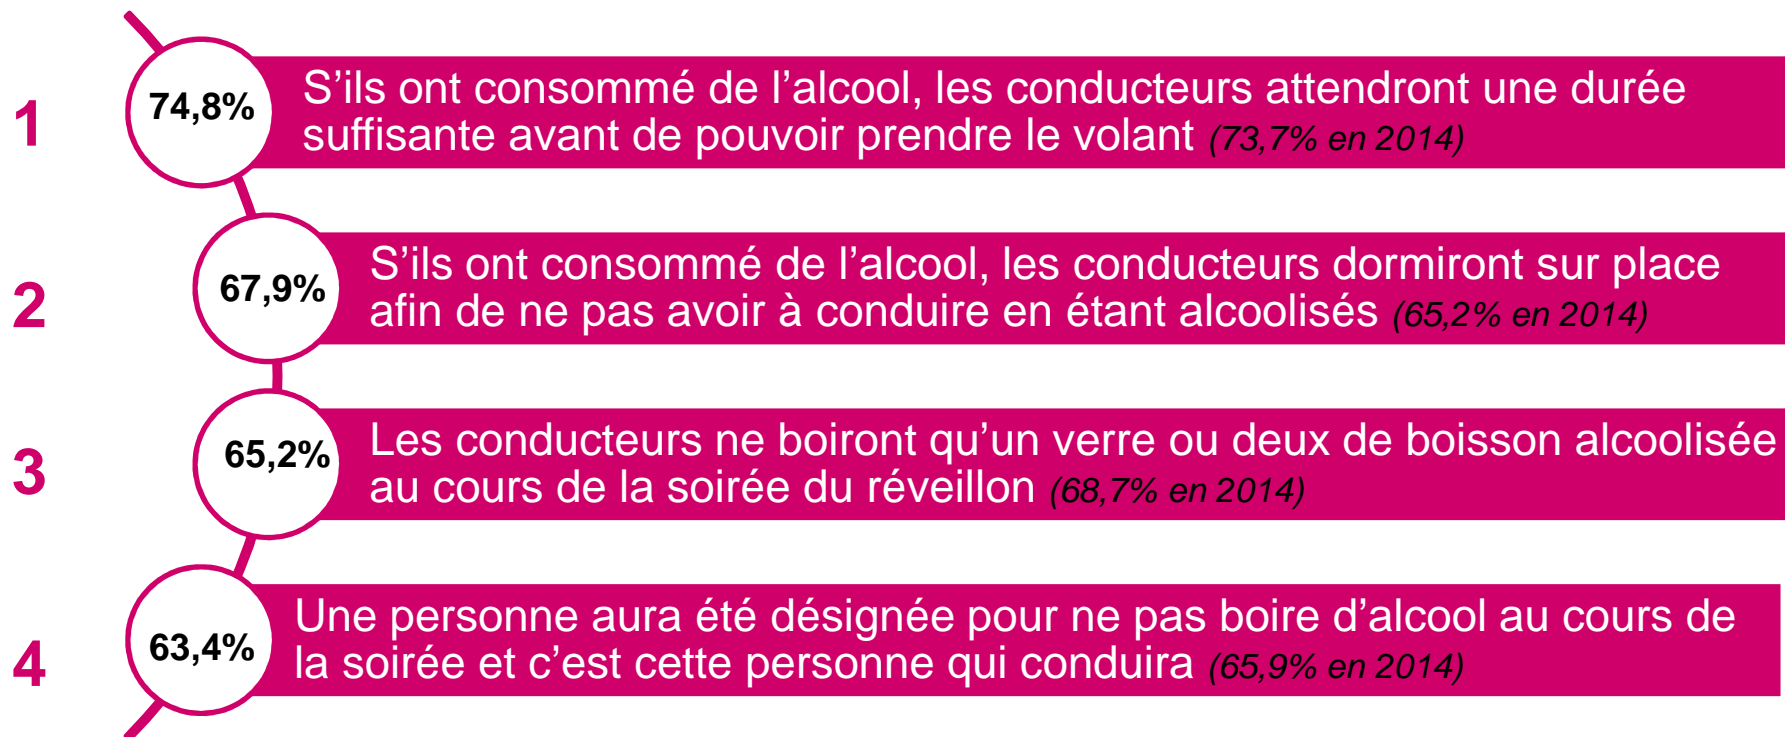 1
74,8%
S’ils ont consommé de l’alcool, les conducteurs attendront une durée
suffisante avant de pouvoir prendre le volant (73,7% en 2014)
2
67,9%
S’ils ont consommé de l’alcool, les conducteurs dormiront sur place
afin de ne pas avoir à conduire en étant alcoolisés (65,2% en 2014)
3
65,2%
Les conducteurs ne boiront qu’un verre ou deux de boisson alcoolisée
au cours de la soirée du réveillon (68,7% en 2014)
4
63,4%
Une personne aura été désignée pour ne pas boire d’alcool au cours de
la soirée et c’est cette personne qui conduira (65,9% en 2014)